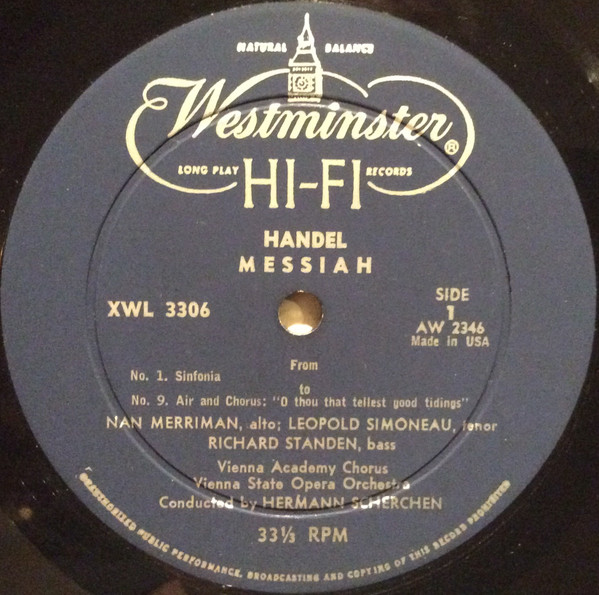 NATURAL BALANCE
Westminster®
LONG PLAY HI-FI RECORDS
HANDEL
MESSIAH
XWL 3306
SIDE
1
AW 2346
Made in USA
From
No. 1. Sinfonia
to
No. 9. Air and Chorus: "O thou that tellest good tidings"
NAN MERRIMAN, alto; LEOPOLD SIMONEAU, tenor
RICHARD STANDEN, bass
Vienna Academy Chorus
Vienna State Opera Orchestra
Conducted by HERMANN SCHERCHEN
33⅓ RPM
UNAUTHORIZED PUBLIC PERFORMANCE, BROADCASTING AND COPYING OF THIS RECORD PROHIBITED